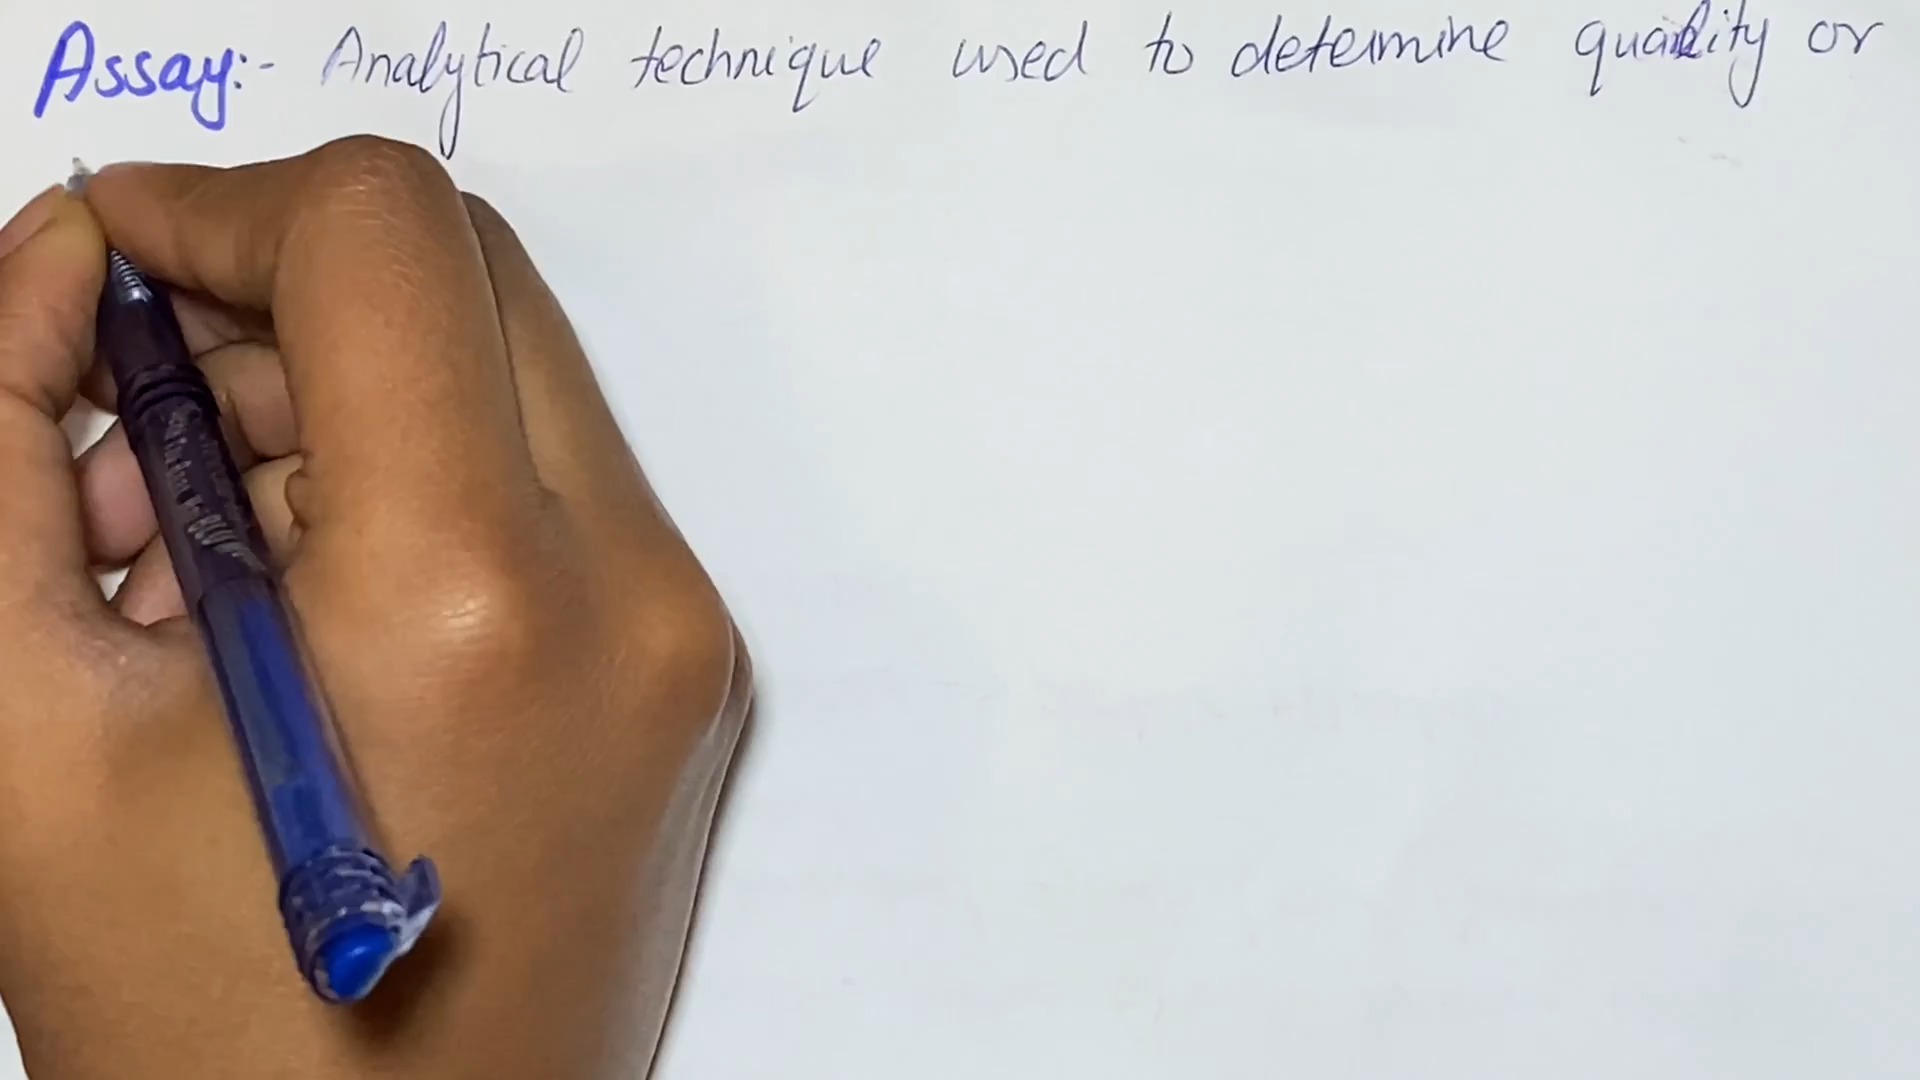 Assay:- Analytical technique used to determine quality or